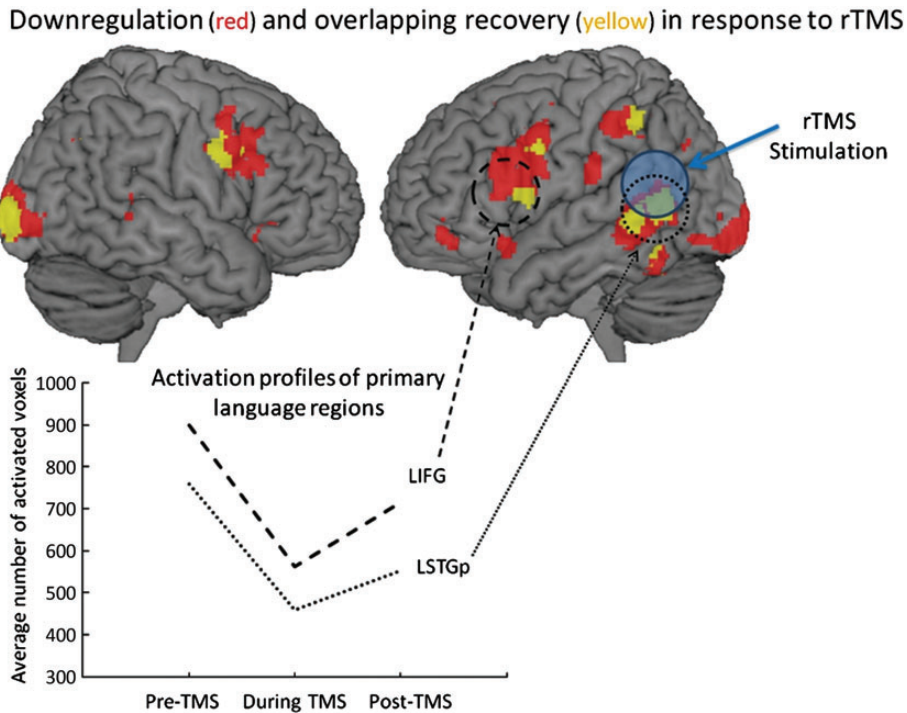 Downregulation (red) and overlapping recovery (yellow) in response to rTMS
rTMS
Stimulation
Activation profiles of primary
language regions
Average number of activated voxels
1000
900
800
700
600
500
400
300
LIFG
LSTGp
Pre-TMS During TMS Post-TMS